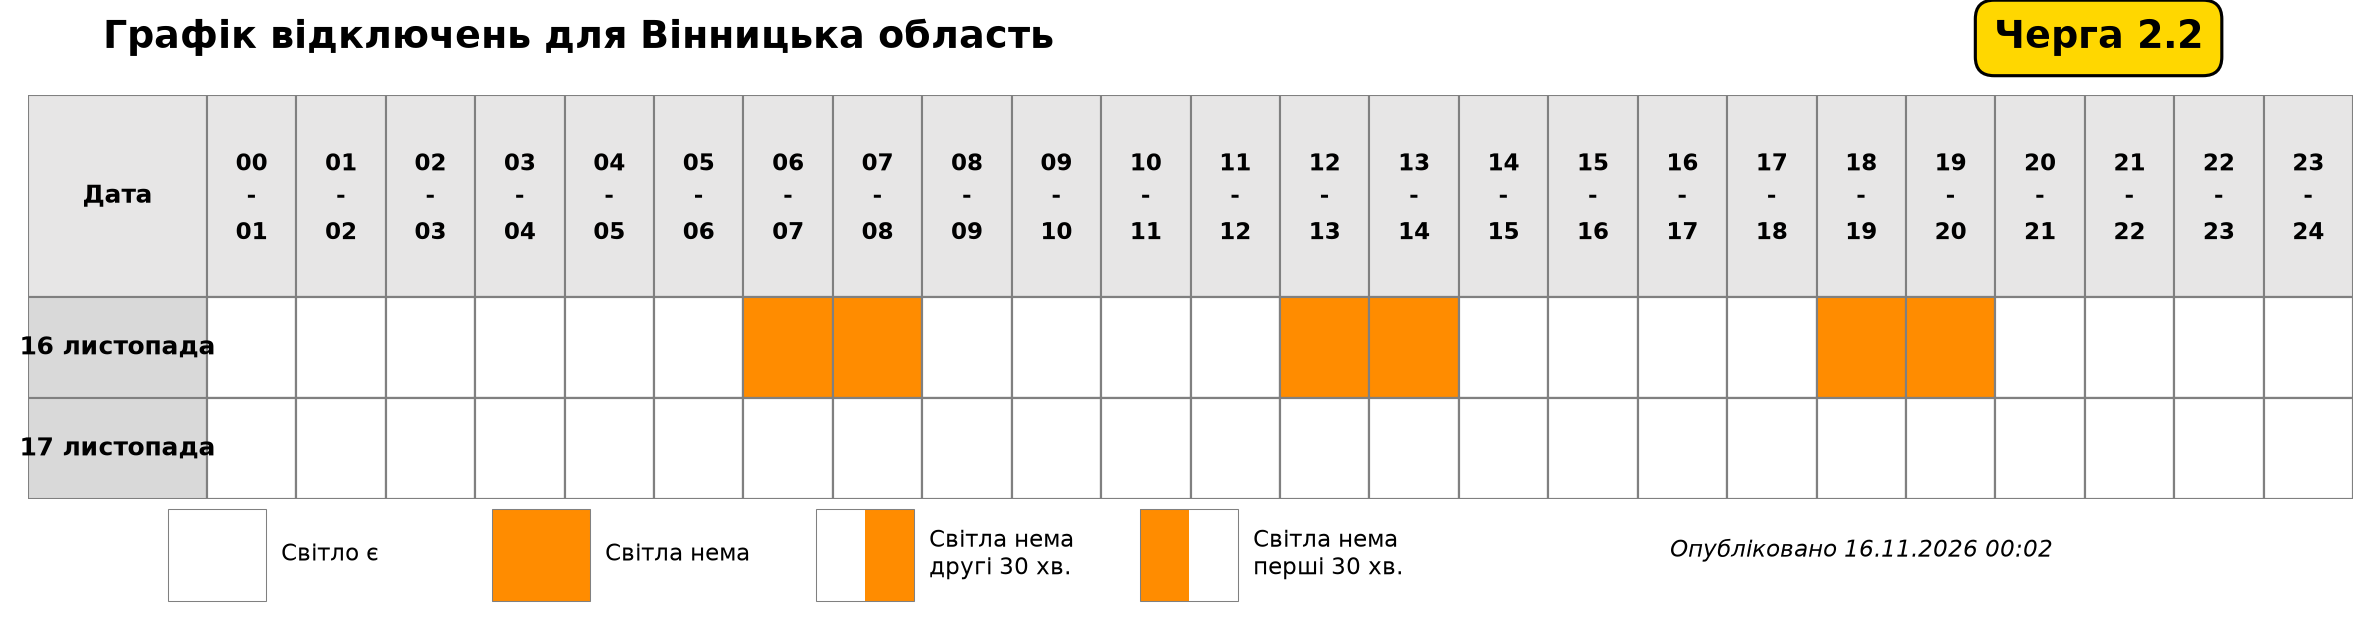 Графік відключень для Вінницька область
Черга 2.2
Дата
00 - 01
01 - 02
02 - 03
03 - 04
04 - 05
05 - 06
06 - 07
07 - 08
08 - 09
09 - 10
10 - 11
11 - 12
12 - 13
13 - 14
14 - 15
15 - 16
16 - 17
17 - 18
18 - 19
19 - 20
20 - 21
21 - 22
22 - 23
23 - 24
16 листопада
17 листопада
Світло є
Світла нема
Світла нема
другі 30 хв.
Світла нема
перші 30 хв.
Опубліковано 16.11.2026 00:02